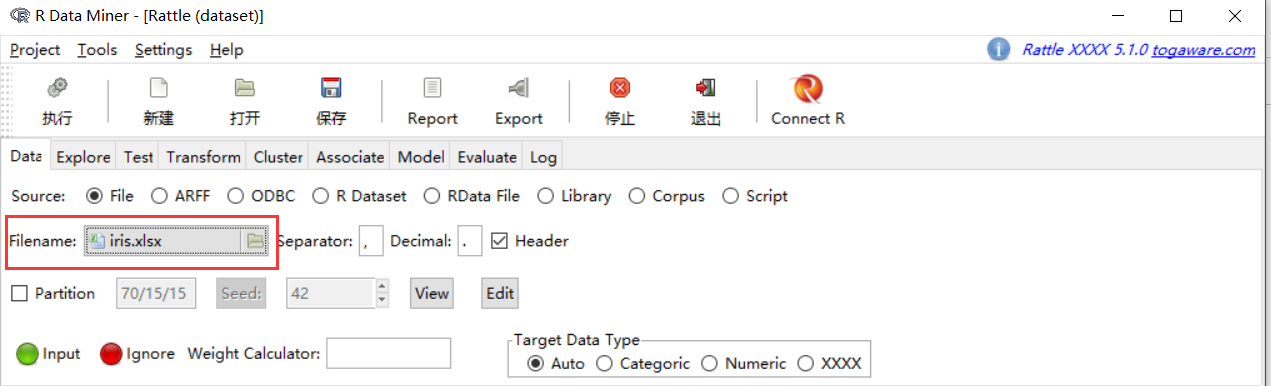 R Data Miner - [Rattle (dataset)]
Project Tools Settings Help Rattle XXXX 5.1.0 togaware.com
执行 新建 打开 保存 Report Export 停止 退出 Connect R
Data Explore Test Transform Cluster Associate Model Evaluate Log
Source: File ARFF ODBC R Dataset RData File Library Corpus Script
Filename: iris.xlsx Separator: , Decimal: . Header
Partition 70/15/15 Seed: 42 View Edit
Target Data Type
Input Ignore Weight Calculator: Auto Categoric Numeric XXXX